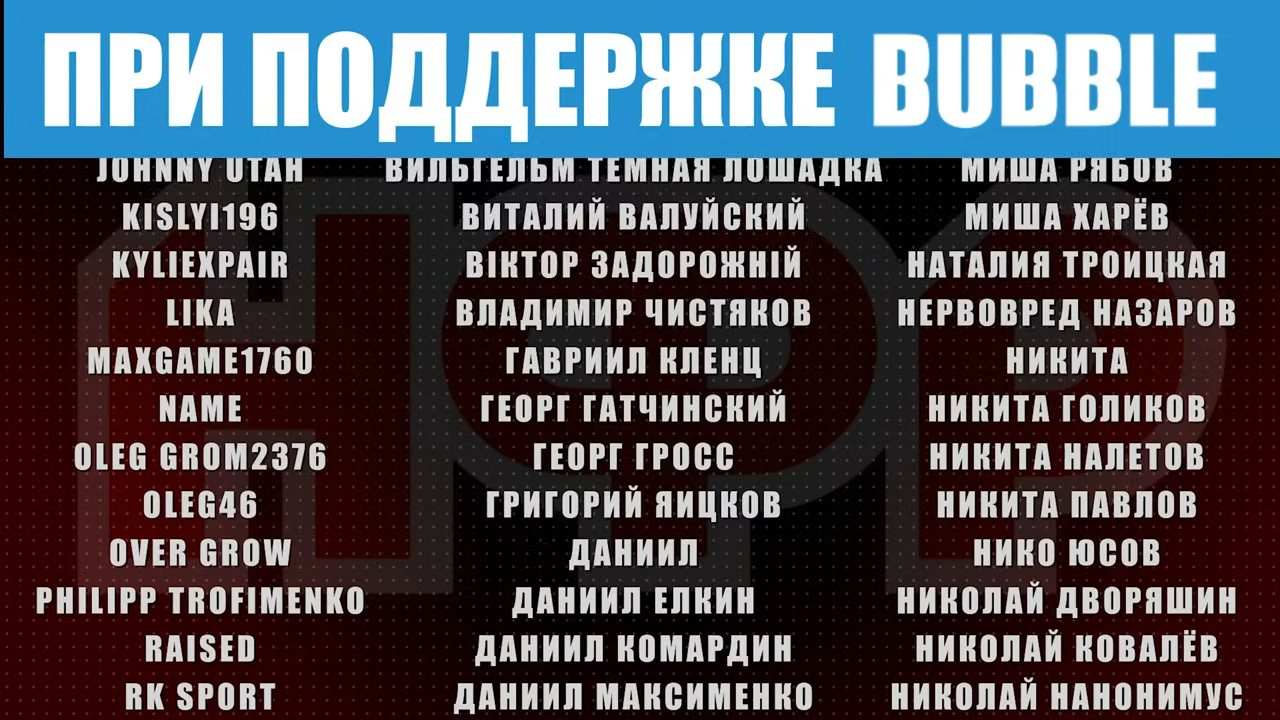 ПРИ ПОДДЕРЖКЕ BUBBLE
JOHNNY UTAH
KISLYI196
KYLIEXPAIR
LIKA
MAXGAME1760
NAME
OLEG GROM2376
OLEG46
OVER GROW
PHILIPP TROFIMENKO
RAISED
RK SPORT
ВИЛЬГЕЛЬМ ТЕМНАЯ ЛОШАДКА
ВИТАЛИЙ ВАЛУЙСКИЙ
ВІКТОР ЗАДОРОЖНІЙ
ВЛАДИМИР ЧИСТЯКОВ
ГАВРИИЛ КЛЕНЦ
ГЕОРГ ГАТЧИНСКИЙ
ГЕОРГ ГРОСС
ГРИГОРИЙ ЯИЦКОВ
ДАНИИЛ
ДАНИИЛ ЕЛКИН
ДАНИИЛ КОМАРДИН
ДАНИИЛ МАКСИМЕНКО
МИША РЯБОВ
МИША ХАРЁВ
НАТАЛИЯ ТРОИЦКАЯ
НЕРВОВРЕД НАЗАРОВ
НИКИТА
НИКИТА ГОЛИКОВ
НИКИТА НАЛЕТОВ
НИКИТА ПАВЛОВ
НИКО ЮСОВ
НИКОЛАЙ ДВОРЯШИН
НИКОЛАЙ КОВАЛЁВ
НИКОЛАЙ НАНОНИМУС